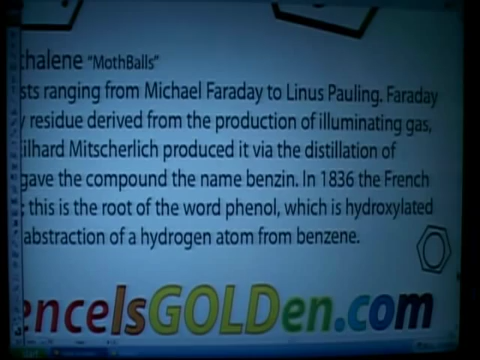 thalene "MothBalls"
sts ranging from Michael Faraday to Linus Pauling. Faraday
y residue derived from the production of illuminating gas,
ilhard Mitscherlich produced it via the distillation of
gave the compound the name benzin. In 1836 the French
this is the root of the word phenol, which is hydroxylated
abstraction of a hydrogen atom from benzene.
enceIsGOLDen.com